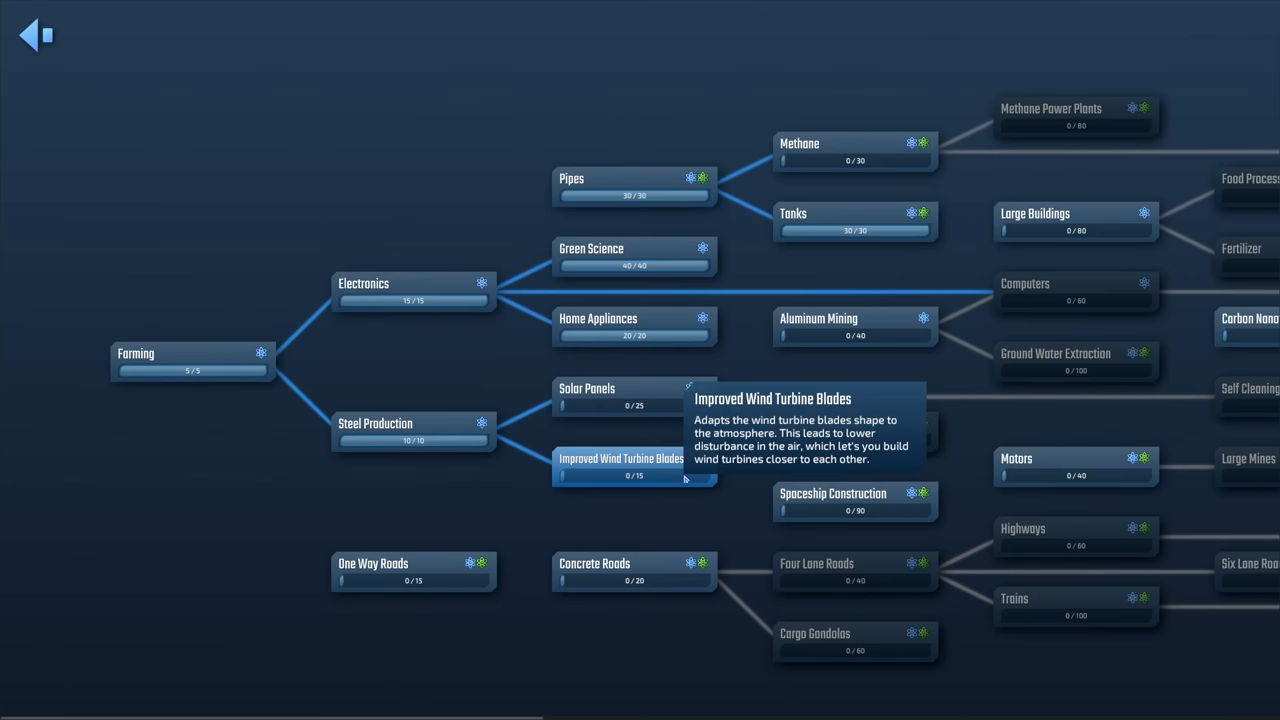 Methane Power Plants
0 / 80
Methane
0 / 30
Pipes
30 / 30
Food Process
Tanks
30 / 30
Large Buildings
0 / 80
Green Science
40 / 40
Fertilizer
Electronics
15 / 15
Computers
0 / 60
Home Appliances
20 / 20
Aluminum Mining
0 / 40
Carbon Nano
Farming
5 / 5
Ground Water Extraction
0 / 100
Solar Panels
0 / 25
Self Cleaning
Improved Wind Turbine Blades
Adapts the wind turbine blades shape to
the atmosphere. This leads to lower
disturbance in the air, which let's you build
wind turbines closer to each other.
Steel Production
10 / 10
Improved Wind Turbine Blades
0 / 15
Motors
0 / 40
Large Mines
Spaceship Construction
0 / 90
Highways
0 / 60
One Way Roads
0 / 15
Concrete Roads
0 / 20
Four Lane Roads
0 / 40
Six Lane Roa
Trains
0 / 100
Cargo Gondolas
0 / 60